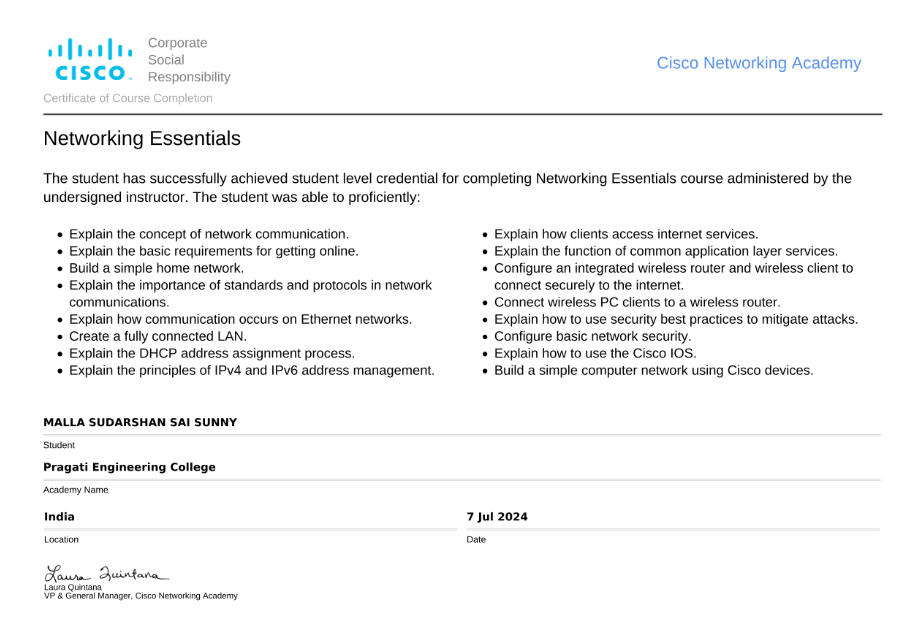 Corporate
Social
Responsibility
CISCO™
Certificate of Course Completion
Cisco Networking Academy
Networking Essentials
The student has successfully achieved student level credential for completing Networking Essentials course administered by the
undersigned instructor. The student was able to proficiently:
• Explain the concept of network communication.
• Explain the basic requirements for getting online.
• Build a simple home network.
• Explain the importance of standards and protocols in network
communications.
• Explain how communication occurs on Ethernet networks.
• Create a fully connected LAN.
• Explain the DHCP address assignment process.
• Explain the principles of IPv4 and IPv6 address management.
• Explain how clients access internet services.
• Explain the function of common application layer services.
• Configure an integrated wireless router and wireless client to
connect securely to the internet.
• Connect wireless PC clients to a wireless router.
• Explain how to use security best practices to mitigate attacks.
• Configure basic network security.
• Explain how to use the Cisco IOS.
• Build a simple computer network using Cisco devices.
MALLA SUDARSHAN SAI SUNNY
Student
Pragati Engineering College
Academy Name
India
Location
7 Jul 2024
Date
Laura Quintana
Laura Quintana
VP & General Manager, Cisco Networking Academy